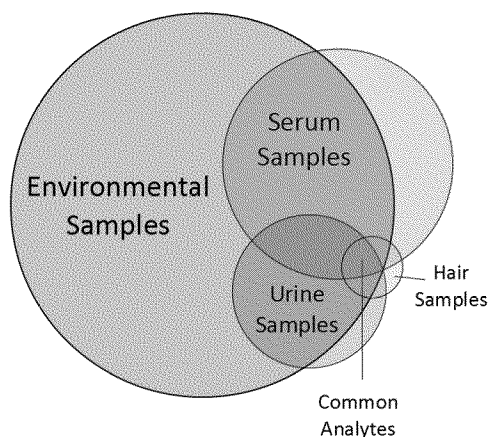 Serum
Samples
Environmental
Samples
Urine
Samples
Hair
Samples
Common
Analytes